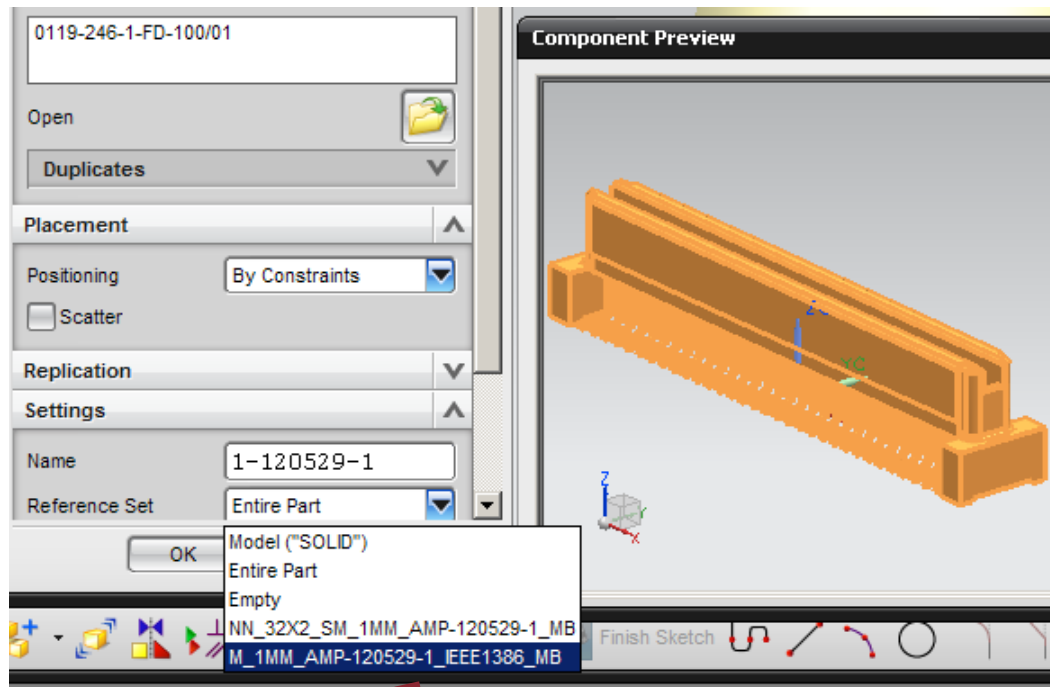 0119-246-1-FD-100/01
Component Preview
Open
Duplicates
Placement
Positioning By Constraints
Scatter
Replication
Settings
Name 1-120529-1
Reference Set Entire Part
OK
Model ("SOLID")
Entire Part
Empty
NN_32X2_SM_1MM_AMP-120529-1_MB
M_1MM_AMP-120529-1_IEEE1386_MB
Finish Sketch
YC
Z
Y
X